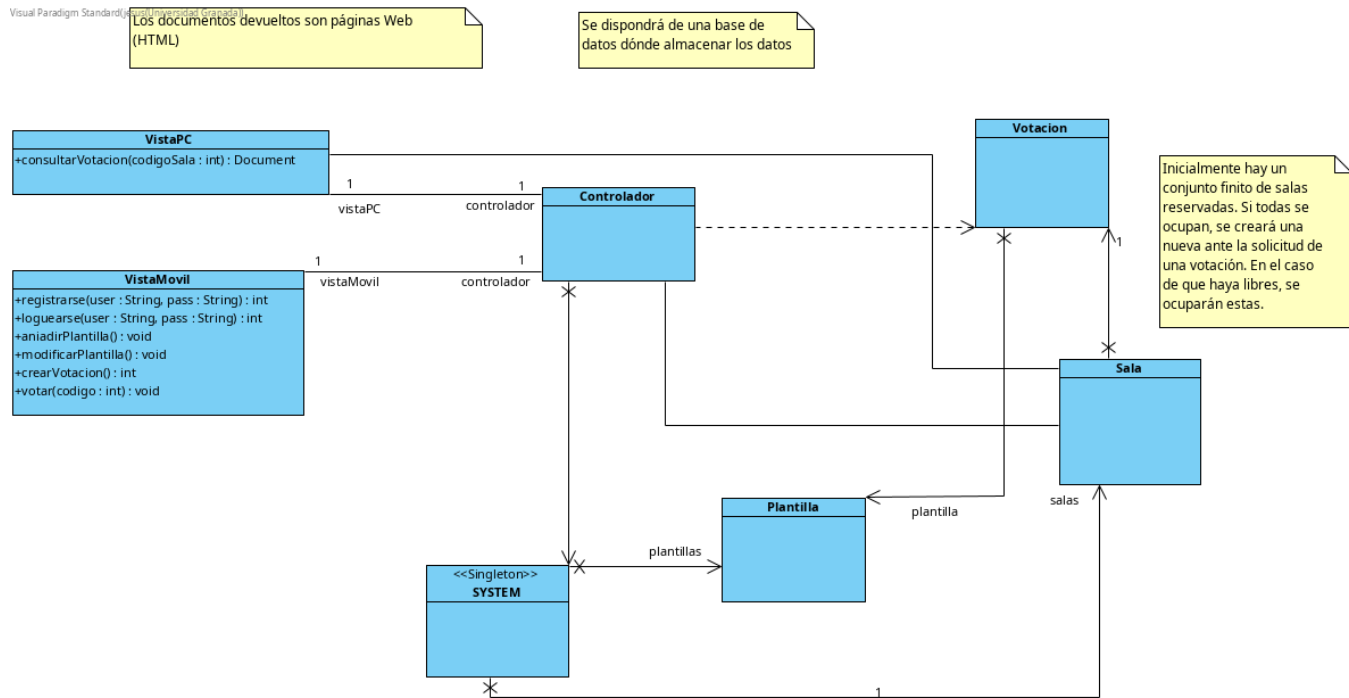 Visual Paradigm Standard(jesus(Universidad Granada))
Los documentos devueltos son páginas Web
(HTML)
Se dispondrá de una base de
datos dónde almacenar los datos
VistaPC
+consultarVotacion(codigoSala : int) : Document
Votacion
Inicialmente hay un
conjunto finito de salas
reservadas. Si todas se
ocupan, se creará una
nueva ante la solicitud de
una votación. En el caso
de que haya libres, se
ocuparán estas.
1
vistaPC
1
controlador
Controlador
1
1
vistaMovil
1
controlador
VistaMovil
+registrarse(user : String, pass : String) : int
+loguearse(user : String, pass : String) : int
+aniadirPlantilla() : void
+modificarPlantilla() : void
+crearVotacion() : int
+votar(codigo : int) : void
Sala
salas
Plantilla
plantilla
plantillas
<<Singleton>>
SYSTEM
1